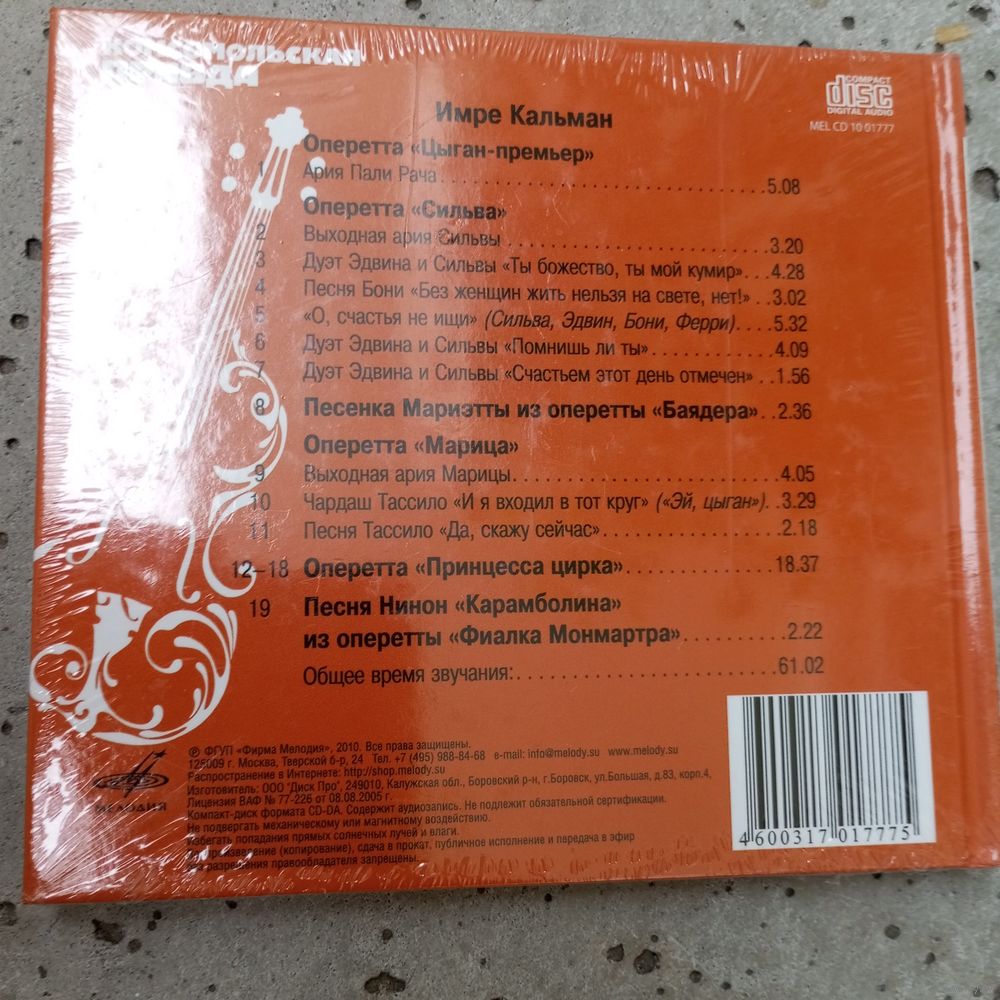 КОМСОМОЛЬСКАЯ
ПРАВДА
COMPACT
disc
DIGITAL AUDIO
MEL CD 10 01777
Имре Кальман
Оперетта «Цыган-премьер»
1 Ария Пали Рача 5.08
Оперетта «Сильва»
2 Выходная ария Сильвы 3.20
3 Дуэт Эдвина и Сильвы «Ты божество, ты мой кумир» 4.28
4 Песня Бони «Без женщин жить нельзя на свете, нет!» 3.02
5 «О, счастья не ищи» (Сильва, Эдвин, Бони, Ферри) 5.32
6 Дуэт Эдвина и Сильвы «Помнишь ли ты» 4.09
7 Дуэт Эдвина и Сильвы «Счастьем этот день отмечен» 1.56
8 Песенка Мариэтты из оперетты «Баядера» 2.36
Оперетта «Марица»
9 Выходная ария Марицы 4.05
10 Чардаш Тассило «И я входил в тот круг» («Эй, цыган») 3.29
11 Песня Тассило «Да, скажу сейчас» 2.18
12–18 Оперетта «Принцесса цирка» 18.37
19 Песня Нинон «Карамболина»
из оперетты «Фиалка Монмартра» 2.22
Общее время звучания: 61.02
МЕЛОДИЯ
℗ ФГУП «Фирма Мелодия», 2010. Все права защищены.
125009 г. Москва, Тверской б-р, 24 Тел. +7 (495) 988-84-68 e-mail: info@melody.su www.melody.su
Распространение в Интернете: http://shop.melody.su
Изготовитель: ООО "Диск Про", 249010, Калужская обл., Боровский р-н, г.Боровск, ул.Большая, д.83, корп.4,
Лицензия ВАФ № 77-226 от 08.08.2005 г.
Компакт-диск формата CD-DA. Содержит аудиозапись. Не подлежит обязательной сертификации.
Не подвергать механическому или магнитному воздействию.
Избегать попадания прямых солнечных лучей и влаги.
Воспроизведение (копирование), сдача в прокат, публичное исполнение и передача в эфир
без разрешения правообладателя запрещены.
4 600317 017775